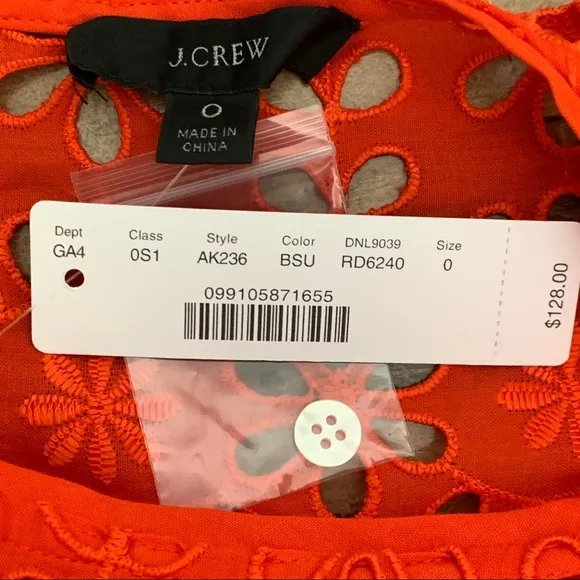 J.CREW
0
MADE IN
CHINA
Dept Class Style Color DNL9039 Size
GA4 0S1 AK236 BSU RD6240 0
099105871655
$128.00